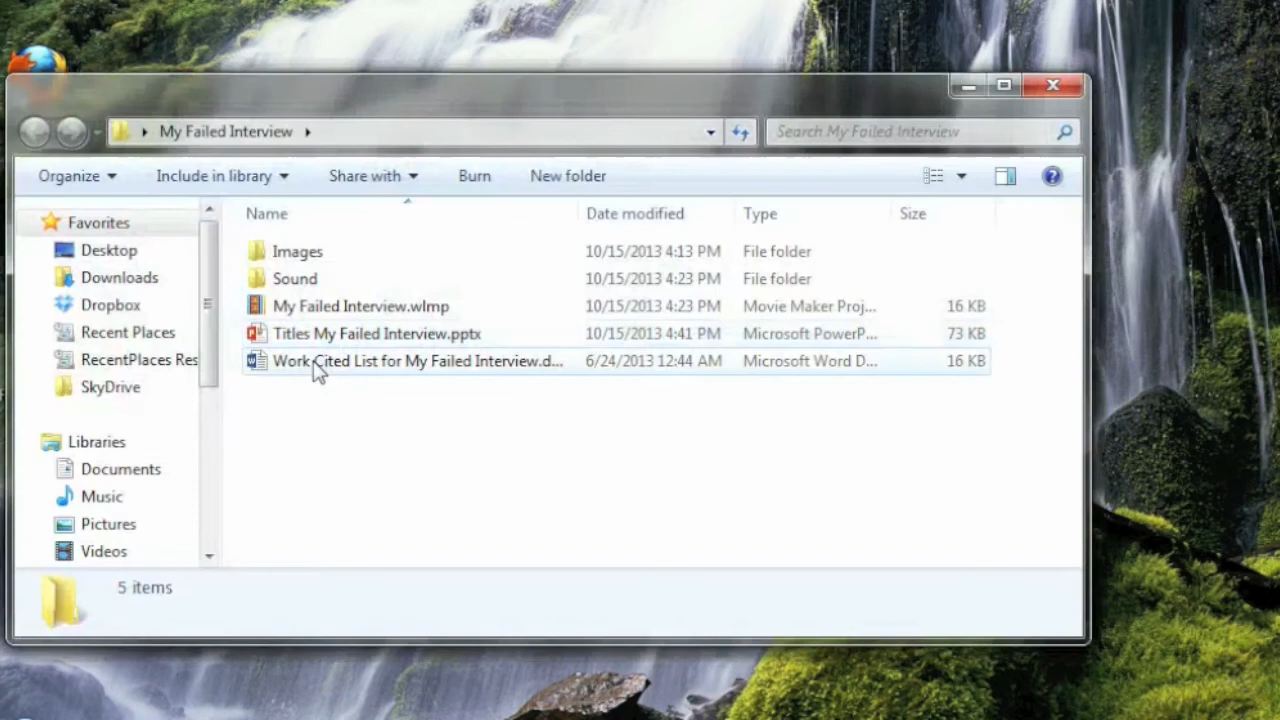 My Failed Interview
Search My Failed Interview
Organize Include in library Share with Burn New folder
Name Date modified Type Size
Favorites
Desktop
Downloads
Dropbox
Recent Places
RecentPlaces Res
SkyDrive
Libraries
Documents
Music
Pictures
Videos
Images 10/15/2013 4:13 PM File folder
Sound 10/15/2013 4:23 PM File folder
My Failed Interview.wlmp 10/15/2013 4:23 PM Movie Maker Proj... 16 KB
Titles My Failed Interview.pptx 10/15/2013 4:41 PM Microsoft PowerP... 73 KB
Work Cited List for My Failed Interview.d... 6/24/2013 12:44 AM Microsoft Word D... 16 KB
5 items